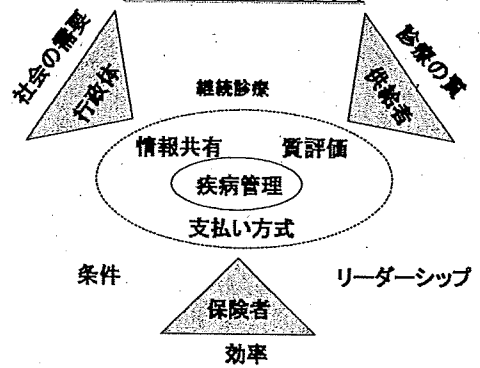 社会の需要
行政体
診療の質
供給者
継続診療
情報共有
質評価
疾病管理
支払い方式
条件
リーダーシップ
保険者
効率